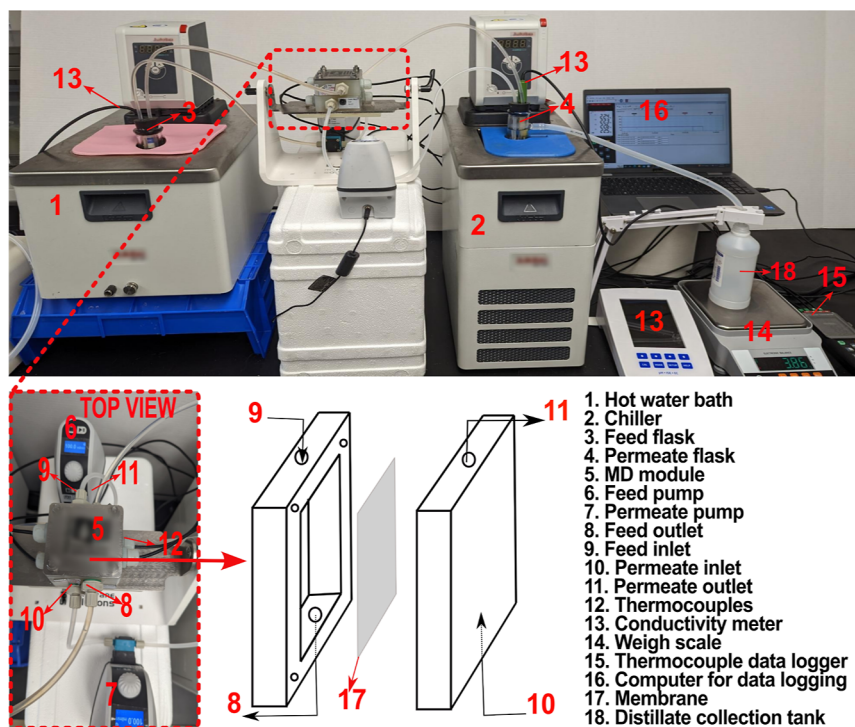 13
3
13
4
16
1
2
18
15
13
14
386
TOP VIEW
6
9
11
5
12
10
8
7
100.0
9
11
8
17
10
1. Hot water bath
2. Chiller
3. Feed flask
4. Permeate flask
5. MD module
6. Feed pump
7. Permeate pump
8. Feed outlet
9. Feed inlet
10. Permeate inlet
11. Permeate outlet
12. Thermocouples
13. Conductivity meter
14. Weigh scale
15. Thermocouple data logger
16. Computer for data logging
17. Membrane
18. Distillate collection tank